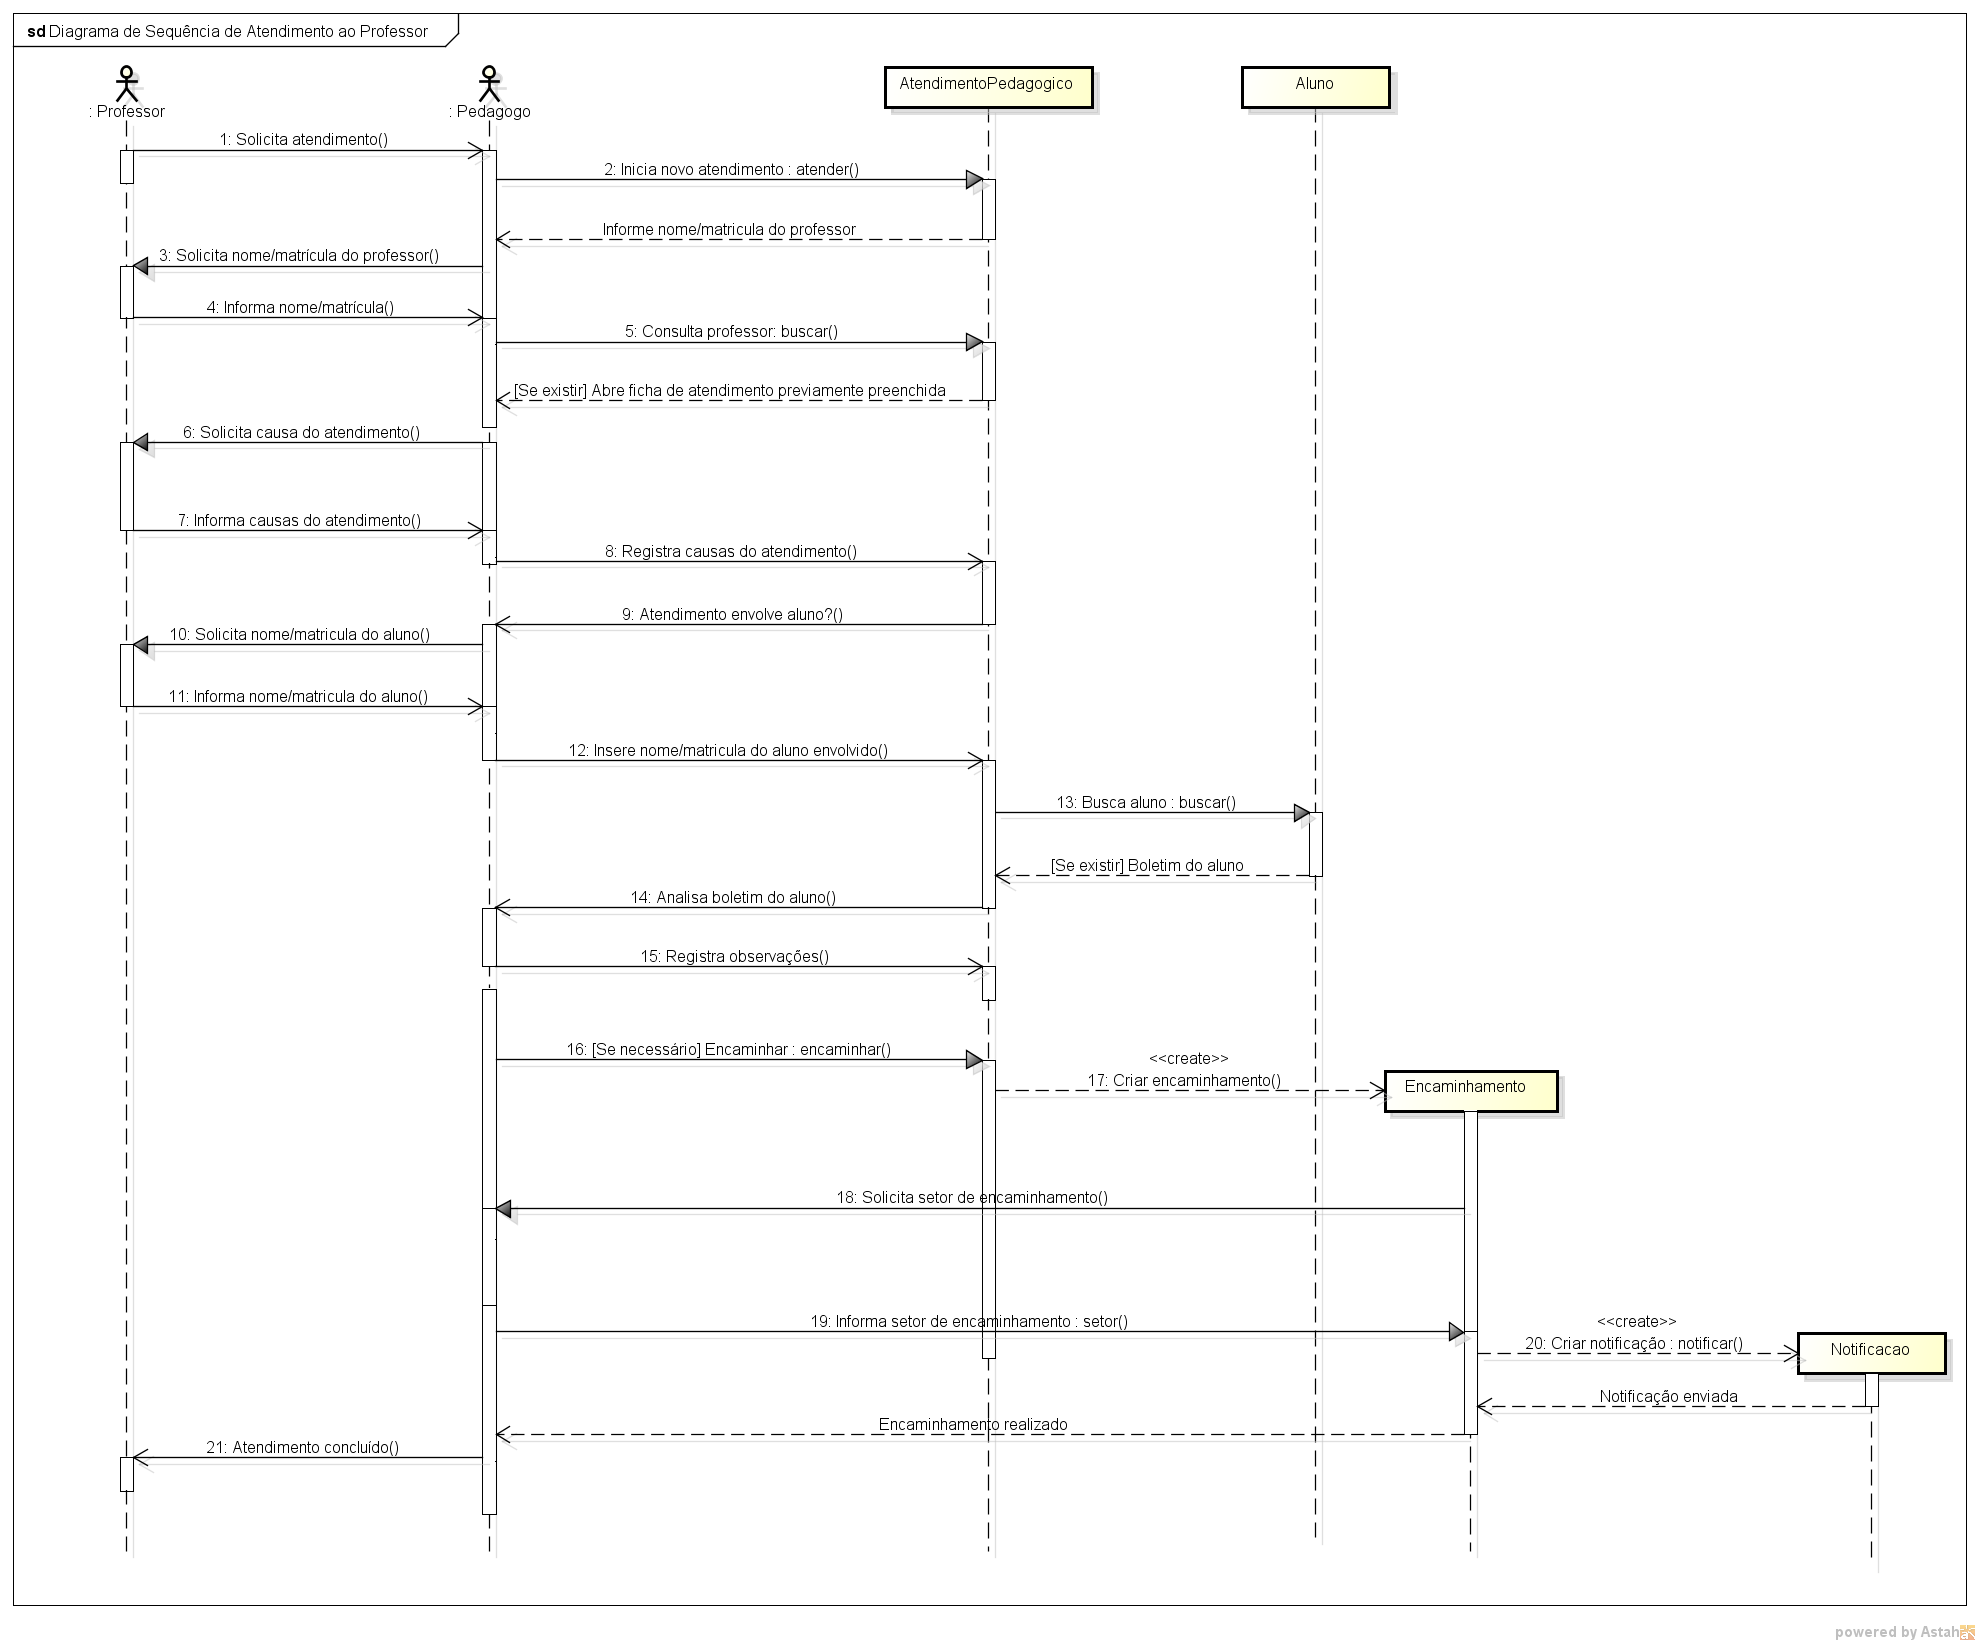 sd Diagrama de Sequência de Atendimento ao Professor
: Professor
: Pedagogo
AtendimentoPedagogico
Aluno
1: Solicita atendimento()
2: Inicia novo atendimento : atender()
Informe nome/matricula do professor
3: Solicita nome/matrícula do professor()
4: Informa nome/matrícula()
5: Consulta professor: buscar()
[Se existir] Abre ficha de atendimento previamente preenchida
6: Solicita causa do atendimento()
7: Informa causas do atendimento()
8: Registra causas do atendimento()
9: Atendimento envolve aluno?()
10: Solicita nome/matricula do aluno()
11: Informa nome/matricula do aluno()
12: Insere nome/matricula do aluno envolvido()
13: Busca aluno : buscar()
[Se existir] Boletim do aluno
14: Analisa boletim do aluno()
15: Registra observações()
16: [Se necessário] Encaminhar : encaminhar()
<<create>>
17: Criar encaminhamento()
Encaminhamento
18: Solicita setor de encaminhamento()
19: Informa setor de encaminhamento : setor()
<<create>>
20: Criar notificação : notificar()
Notificacao
Notificação enviada
Encaminhamento realizado
21: Atendimento concluído()
powered by Astah